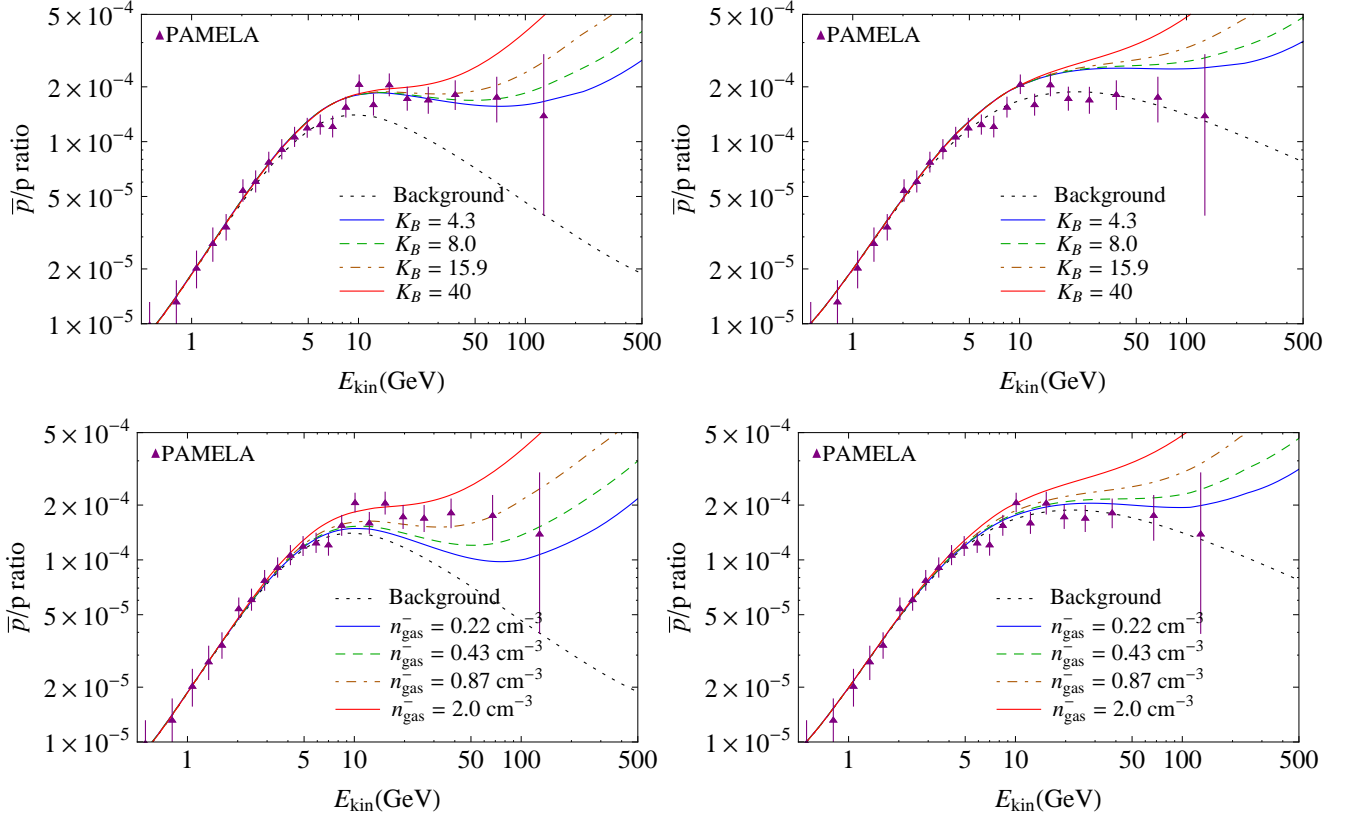 ▲PAMELA
5 × 10⁻⁴
2 × 10⁻⁴
1 × 10⁻⁴
5 × 10⁻⁵
2 × 10⁻⁵
1 × 10⁻⁵
p̅/p ratio
Background
K_B = 4.3
K_B = 8.0
K_B = 15.9
K_B = 40
1 5 10 50 100 500
E_kin(GeV)
▲PAMELA
5 × 10⁻⁴
2 × 10⁻⁴
1 × 10⁻⁴
5 × 10⁻⁵
2 × 10⁻⁵
1 × 10⁻⁵
p̅/p ratio
Background
K_B = 4.3
K_B = 8.0
K_B = 15.9
K_B = 40
1 5 10 50 100 500
E_kin(GeV)
▲PAMELA
5 × 10⁻⁴
2 × 10⁻⁴
1 × 10⁻⁴
5 × 10⁻⁵
2 × 10⁻⁵
1 × 10⁻⁵
p̅/p ratio
Background
n⁻_gas = 0.22 cm⁻³
n⁻_gas = 0.43 cm⁻³
n⁻_gas = 0.87 cm⁻³
n⁻_gas = 2.0 cm⁻³
1 5 10 50 100 500
E_kin(GeV)
▲PAMELA
5 × 10⁻⁴
2 × 10⁻⁴
1 × 10⁻⁴
5 × 10⁻⁵
2 × 10⁻⁵
1 × 10⁻⁵
p̅/p ratio
Background
n⁻_gas = 0.22 cm⁻³
n⁻_gas = 0.43 cm⁻³
n⁻_gas = 0.87 cm⁻³
n⁻_gas = 2.0 cm⁻³
1 5 10 50 100 500
E_kin(GeV)